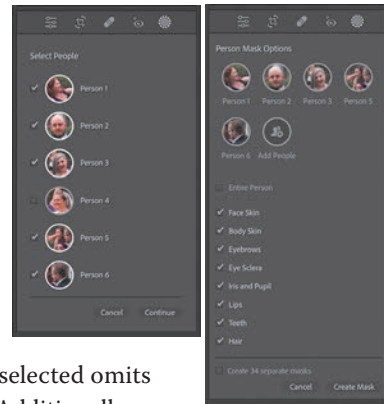 Select People
Person 1
Person 2
Person 3
Person 4
Person 5
Person 6
Cancel Continue
Person Mask Options
Person 1 Person 2 Person 3 Person 5
Person 6 Add People
Entire Person
Face Skin
Body Skin
Eyebrows
Eye Sclera
Iris and Pupil
Lips
Teeth
Hair
Create 34 separate masks
Cancel Create Mask
selected omits